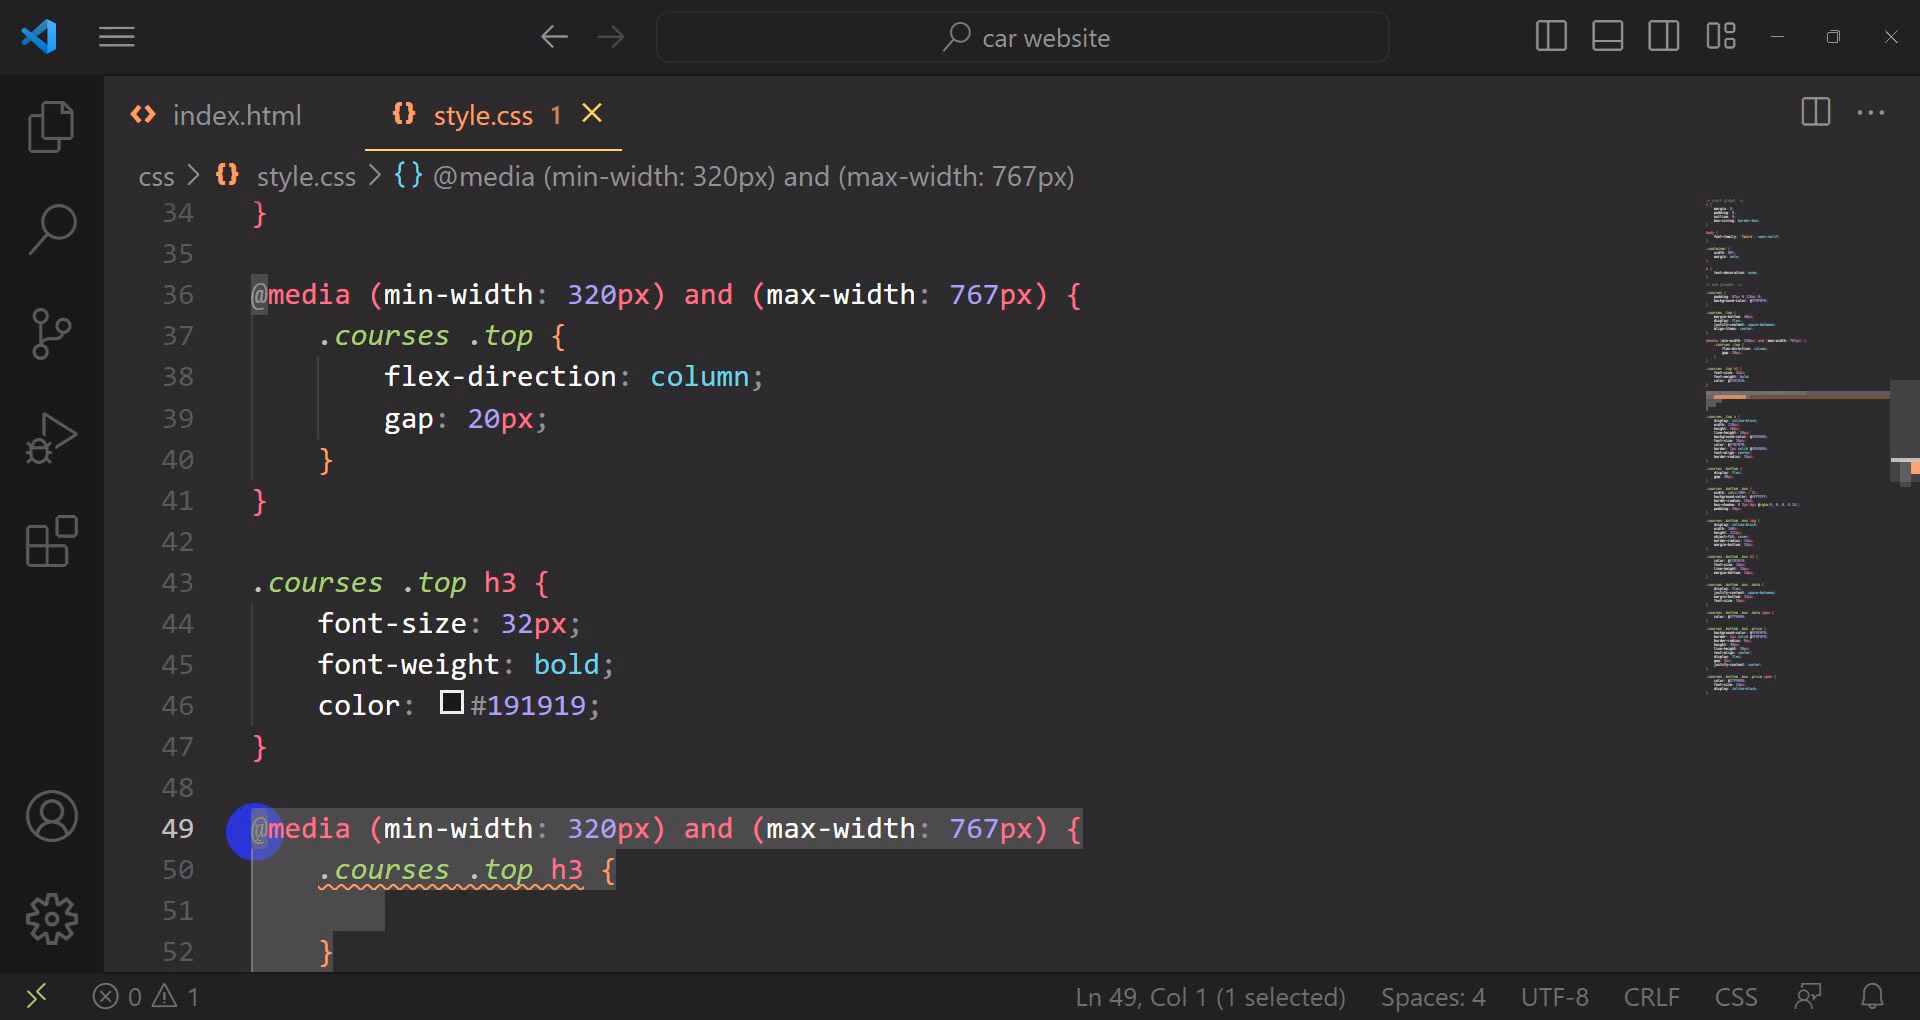 car website
index.html
style.css 1
css > style.css > {} @media (min-width: 320px) and (max-width: 767px)
34 }
35
36 @media (min-width: 320px) and (max-width: 767px) {
37 .courses .top {
38 flex-direction: column;
39 gap: 20px;
40 }
41 }
42
43 .courses .top h3 {
44 font-size: 32px;
45 font-weight: bold;
46 color: #191919;
47 }
48
49 @media (min-width: 320px) and (max-width: 767px) {
50 .courses .top h3 {
51
52 }
0 1 Ln 49, Col 1 (1 selected) Spaces: 4 UTF-8 CRLF CSS